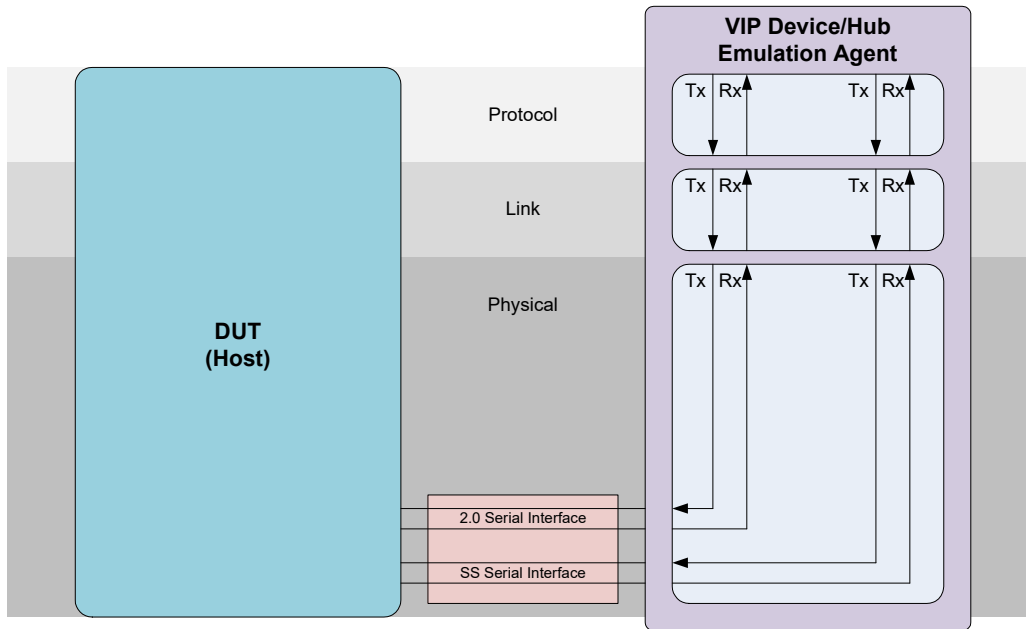 VIP Device/Hub
Emulation Agent
Tx Rx Tx Rx
Protocol
Tx Rx Tx Rx
Link
Tx Rx Tx Rx
Physical
DUT
(Host)
2.0 Serial Interface
SS Serial Interface